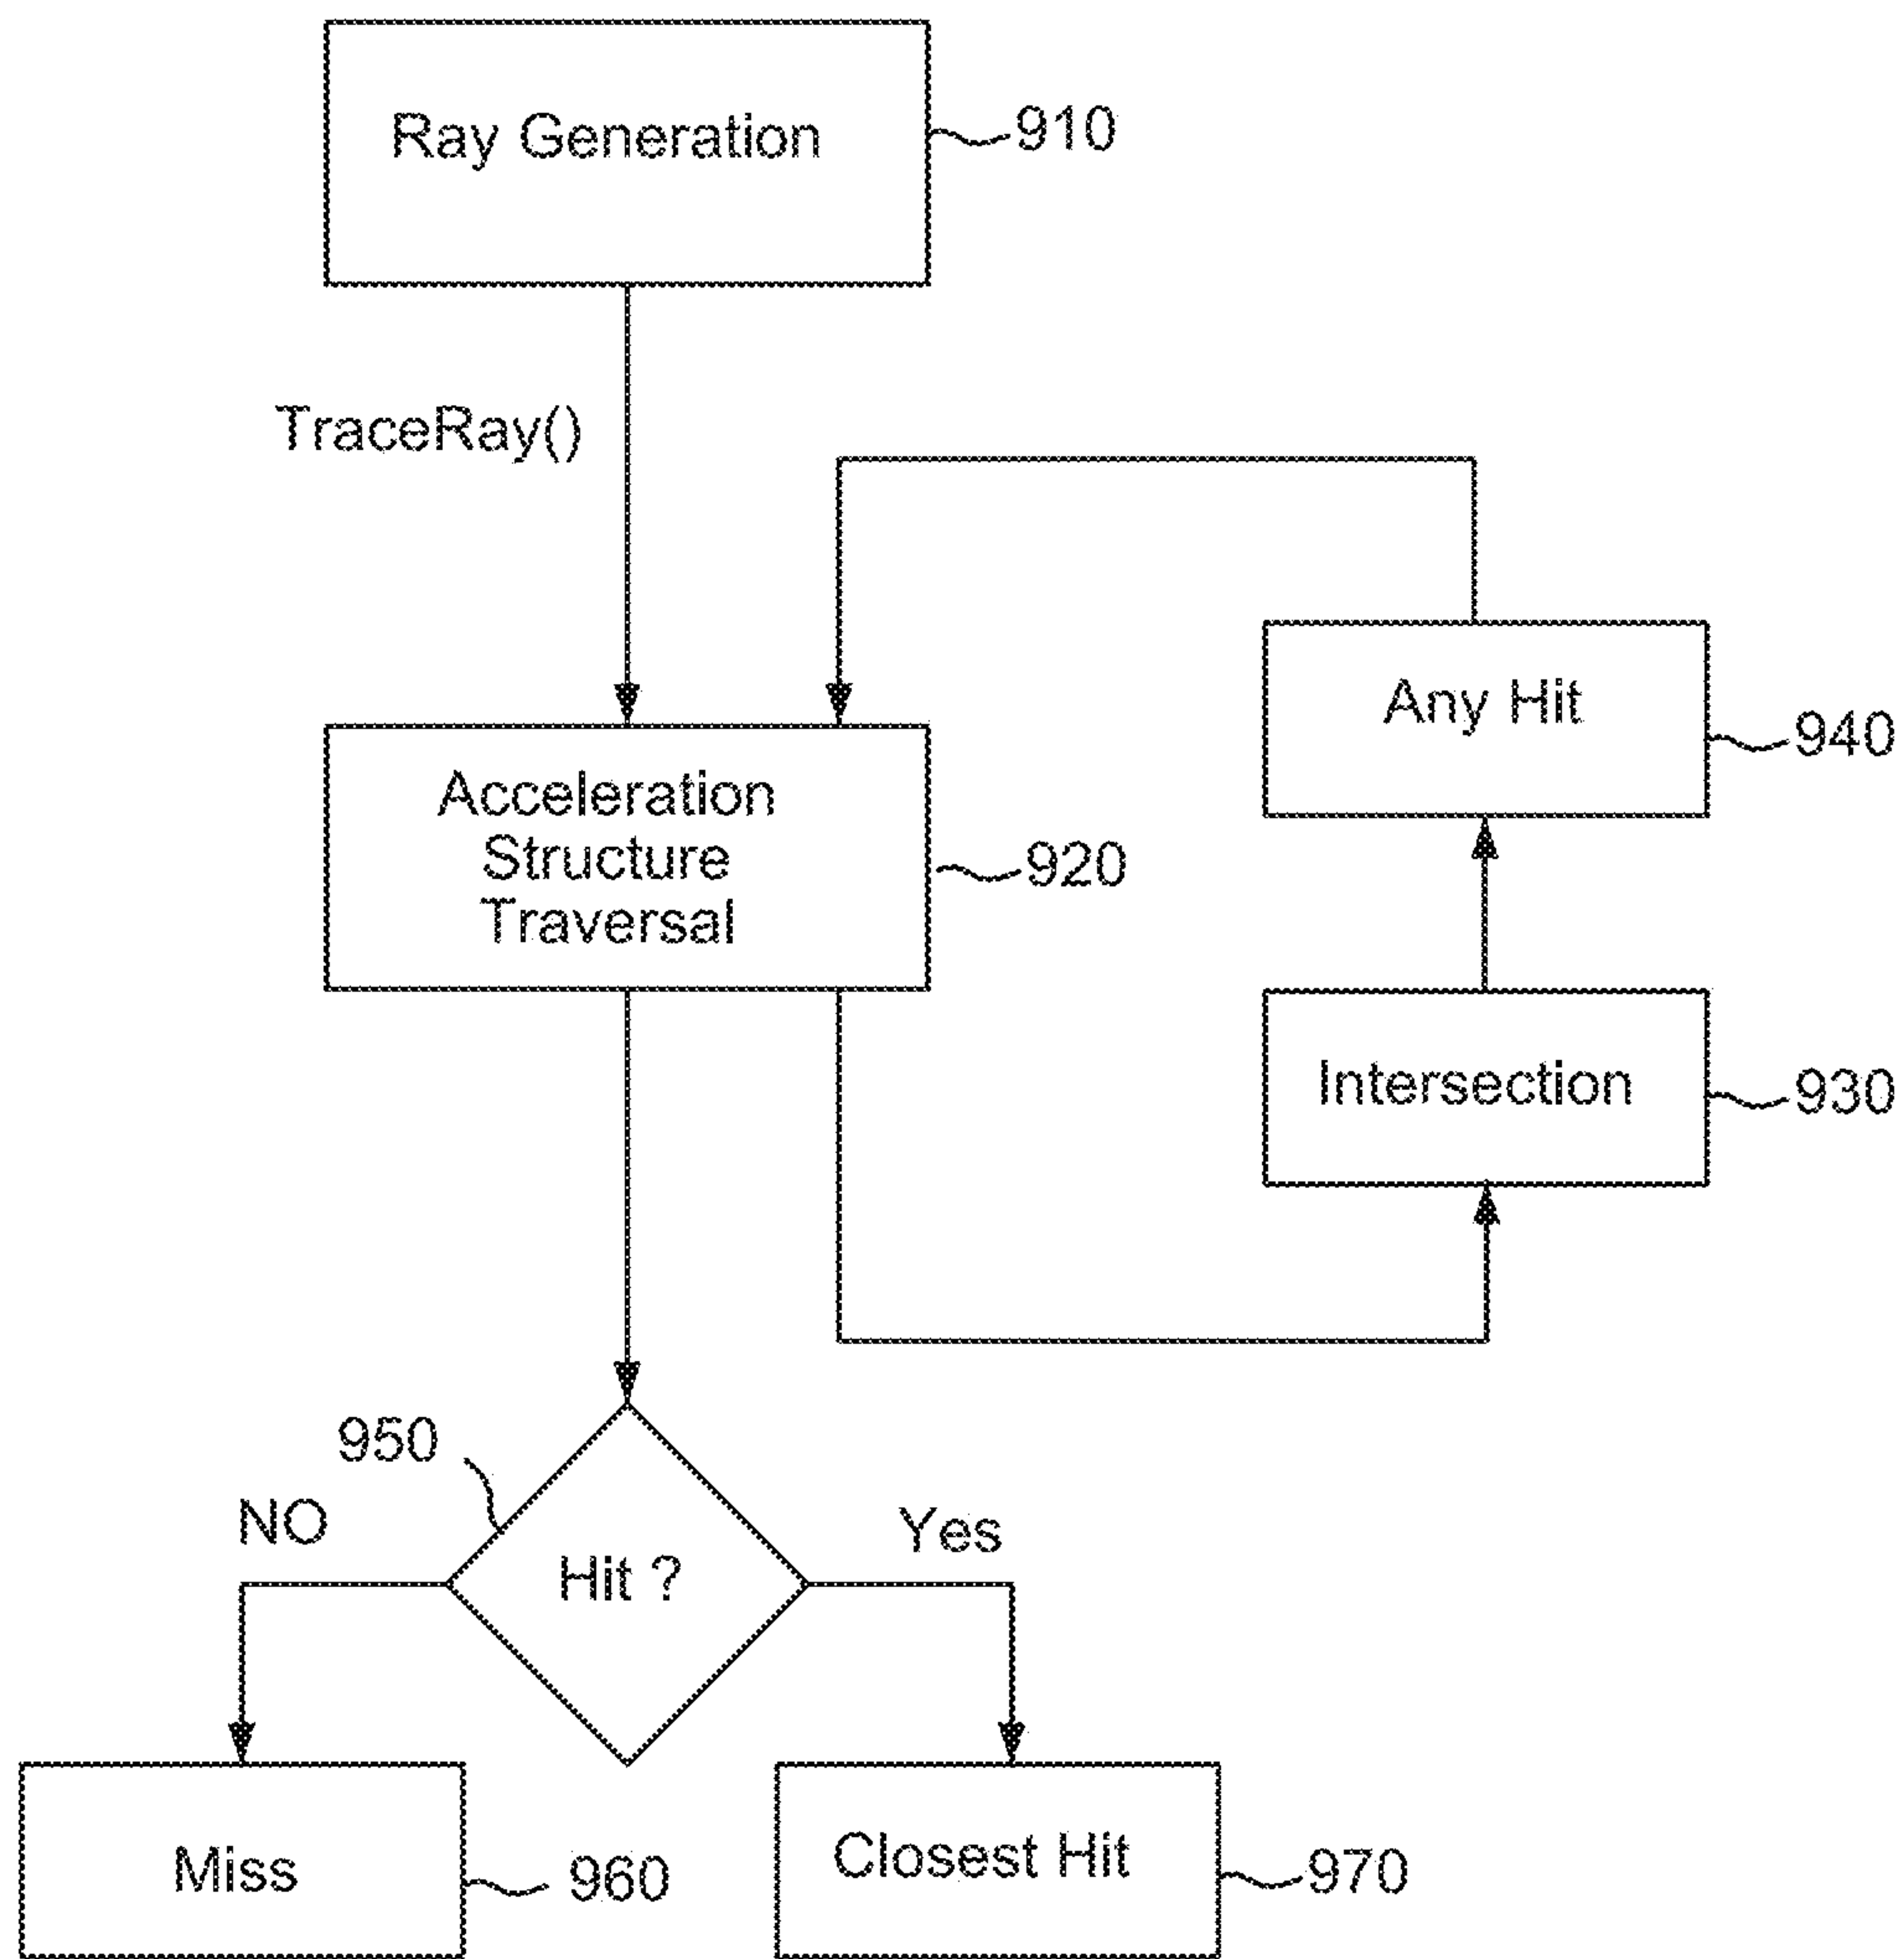 Ray Generation
910
TraceRay()
Any Hit
940
Acceleration
Structure
Traversal
920
Intersection
930
950
NO
Yes
Hit ?
Miss
960
Closest Hit
970